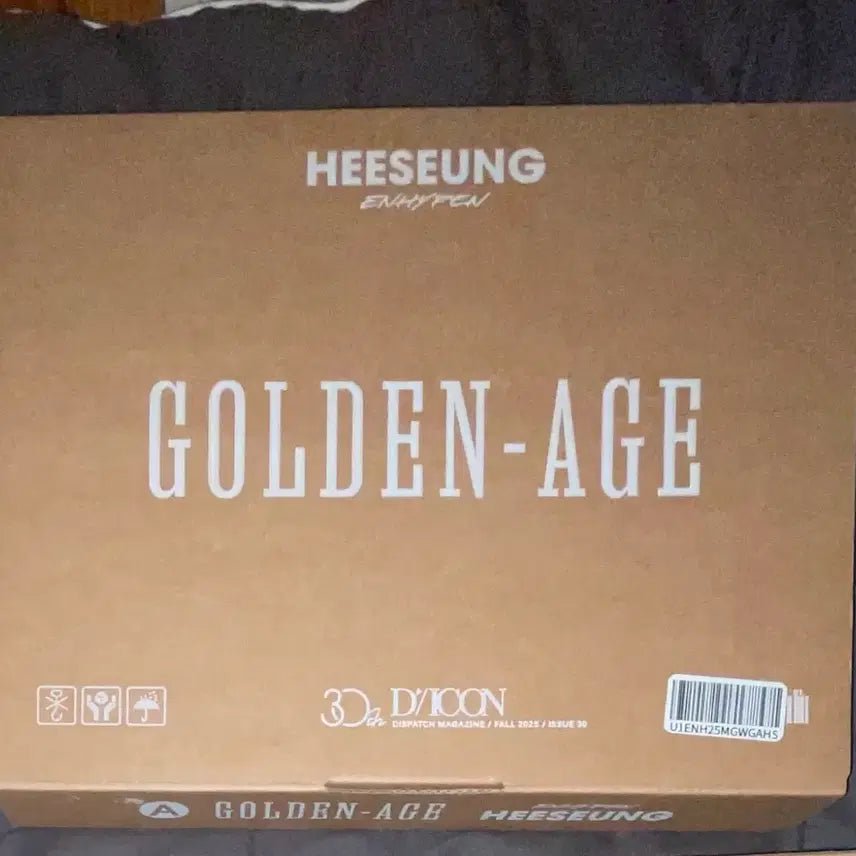 HEESEUNG
ENHYPEN
GOLDEN-AGE
30th D/ICON
DISPATCH MAGAZINE / FALL 2025 / ISSUE 30
U1ENH25MGWGAHS
A GOLDEN-AGE HEESEUNG